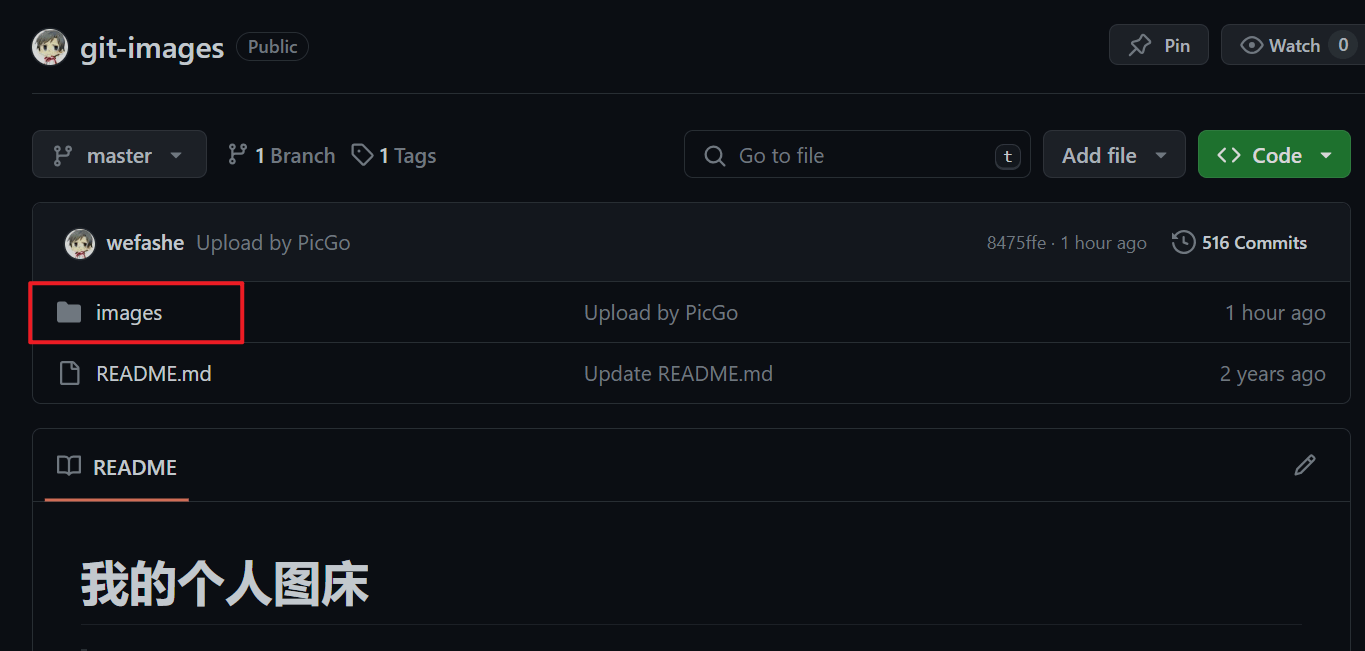 git-images Public Pin Watch 0
master 1 Branch 1 Tags Go to file t Add file Code
wefashe Upload by PicGo 8475ffe · 1 hour ago 516 Commits
images Upload by PicGo 1 hour ago
README.md Update README.md 2 years ago
README
我的个人图床